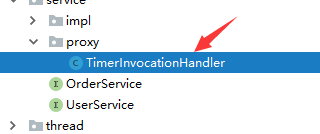 service
impl
proxy
TimerInvocationHandler
OrderService
UserService
thread